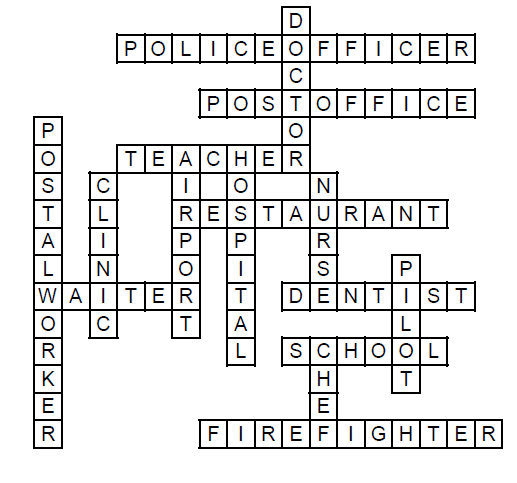 DOCTOR
POLICEOFFICER
POSTOFFICE
POSTALWORKER
TEACHER
AIRPORT
HOSPITAL
CLINIC
NURSE
RESTAURANT
PILOT
WAITER
DENTIST
SCHOOL
CHEF
FIREFIGHTER